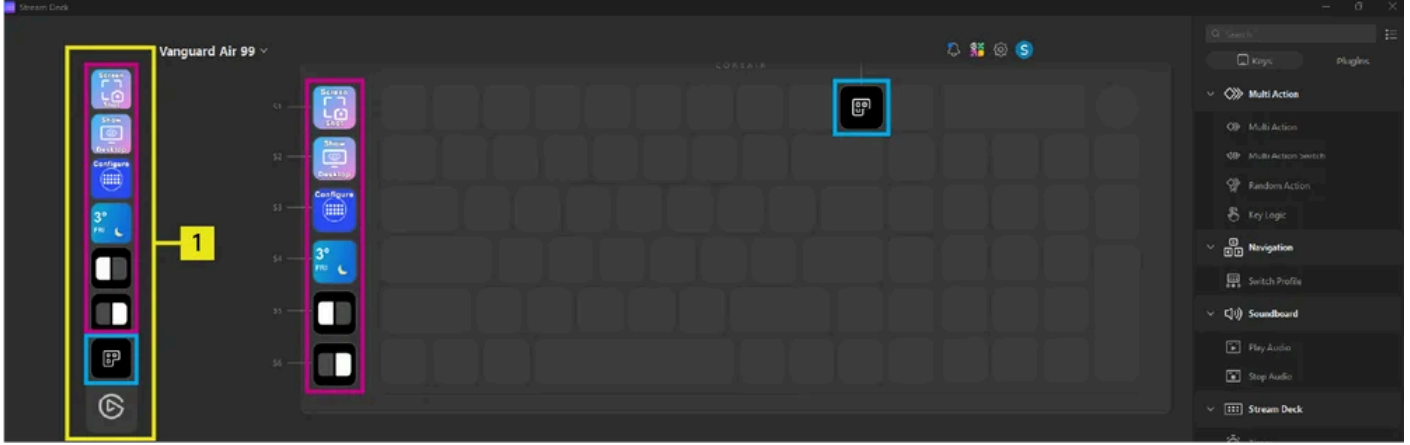 Stream Deck
Vanguard Air 99
1
Screen
Shot
Show
Desktop
Configure
3°
FRI
CORSAIR
S1
S2
S3
S4
S5
S6
Screen
Shot
Show
Desktop
Configure
3°
FRI
S
Search
Keys
Plugins
Multi Action
Multi Action
Multi Action Switch
Random Action
Key Logic
Navigation
Switch Profile
Soundboard
Play Audio
Stop Audio
Stream Deck